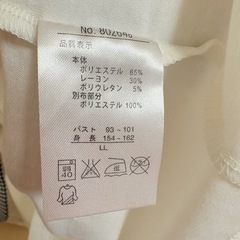 No. 802696
品質表示
本体
ポリエステル 65%
レーヨン 30%
ポリウレタン 5%
別布部分
ポリエステル 100%
バスト 93～101
身長 154～162
LL
40